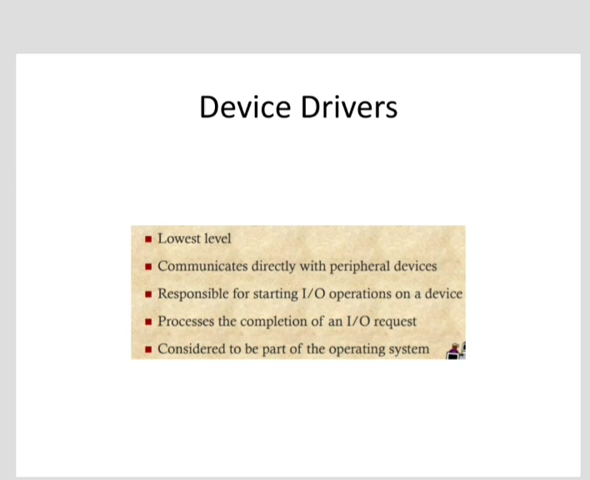 Device Drivers
Lowest level
Communicates directly with peripheral devices
Responsible for starting I/O operations on a device
Processes the completion of an I/O request
Considered to be part of the operating system